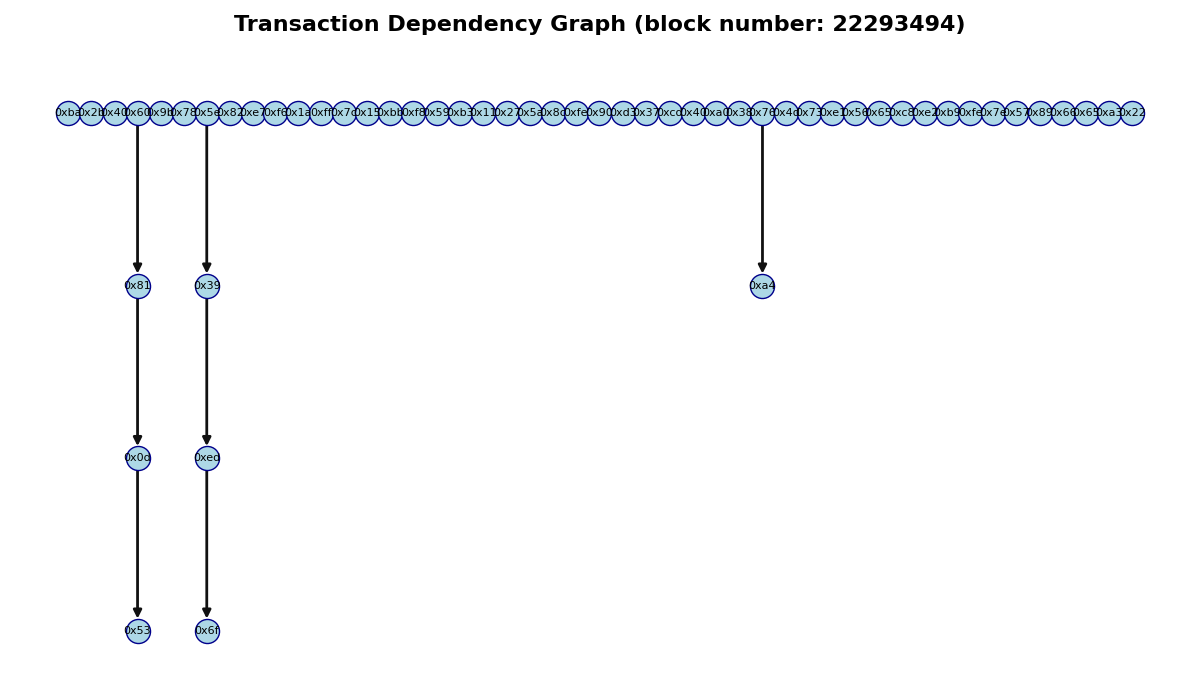 Transaction Dependency Graph (block number: 22293494)
0xba 0x2b 0x40 0x60 0x9b 0x78 0x5e 0x82 0xe7 0xf6 0x1a 0xff 0x7c 0x15 0xbb 0xf8 0x59 0xb3 0x11 0x27 0x5a 0x8c 0xfe 0x90 0xd3 0x37 0xcd 0x40 0xa0 0x38 0x76 0x4d 0x73 0xe1 0x56 0x65 0xc8 0xe2 0xb9 0xfe 0x7e 0x57 0x89 0x66 0x65 0xa3 0x22
0x81 0x39 0xa4
0x0d 0xed
0x53 0x6f